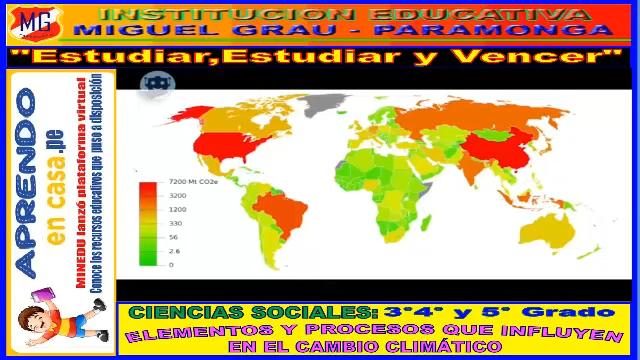 MG
INSTITUCION EDUCATIVA
MIGUEL GRAU - PARAMONGA
"Estudiar,Estudiar y Vencer"
APRENDO
en casa.pe
MINEDU lanzó plataforma virtual
Conoce los recursos educativos que puso a disposición
7200 Mt CO2e
3200
1200
330
56
2.6
0
CIENCIAS SOCIALES: 3°4° y 5° Grado
ELEMENTOS Y PROCESOS QUE INFLUYEN
EN EL CAMBIO CLIMÁTICO